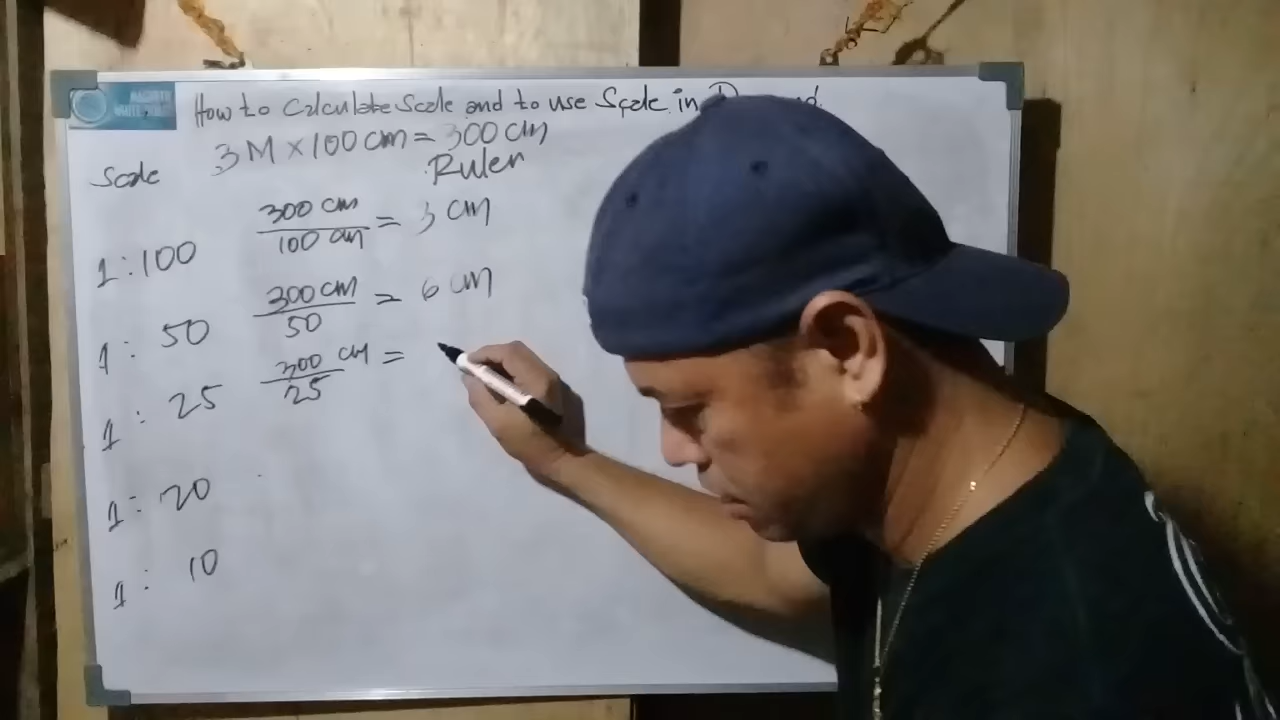 MAGNETIC
WHITE
How to Calculate Scale and to use Scale in
3 M × 100 cm = 300 cm
Scale
Ruler
1:100
300 cm
100 cm
= 3 cm
1: 50
300 cm
50
= 6 cm
1: 25
300 cm
25
=
1: 20
1: 10